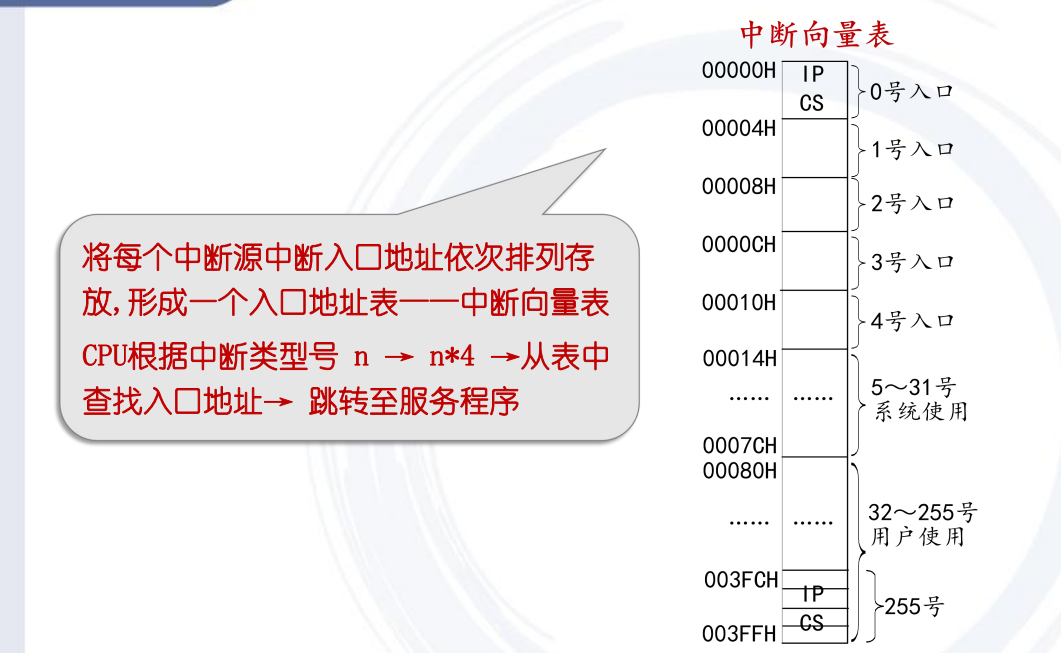 中断向量表
将每个中断源中断入口地址依次排列存
放,形成一个入口地址表——中断向量表
CPU根据中断类型号 n → n*4 →从表中
查找入口地址→ 跳转至服务程序
00000H IP 0号入口
CS
00004H 1号入口
00008H 2号入口
0000CH 3号入口
00010H 4号入口
00014H
5～31号
…… …… 系统使用
0007CH
00080H
32～255号
…… …… 用户使用
003FCH IP
255号
003FFH CS